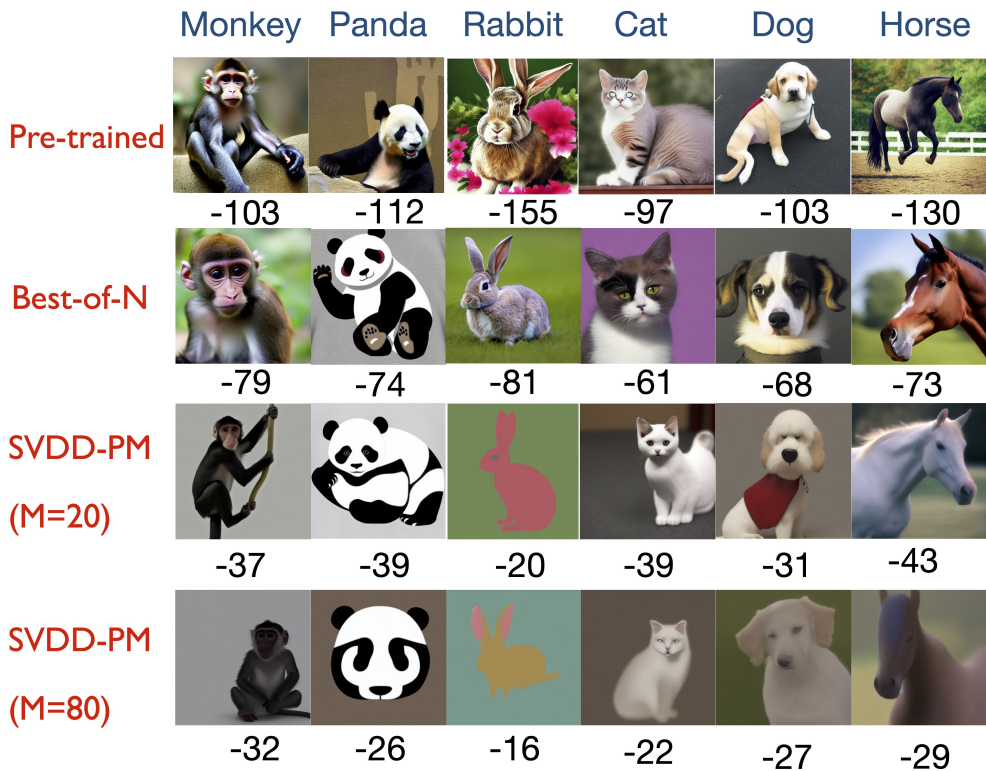 Monkey Panda Rabbit Cat Dog Horse
Pre-trained
-103 -112 -155 -97 -103 -130
Best-of-N
-79 -74 -81 -61 -68 -73
SVDD-PM
(M=20)
-37 -39 -20 -39 -31 -43
SVDD-PM
(M=80)
-32 -26 -16 -22 -27 -29